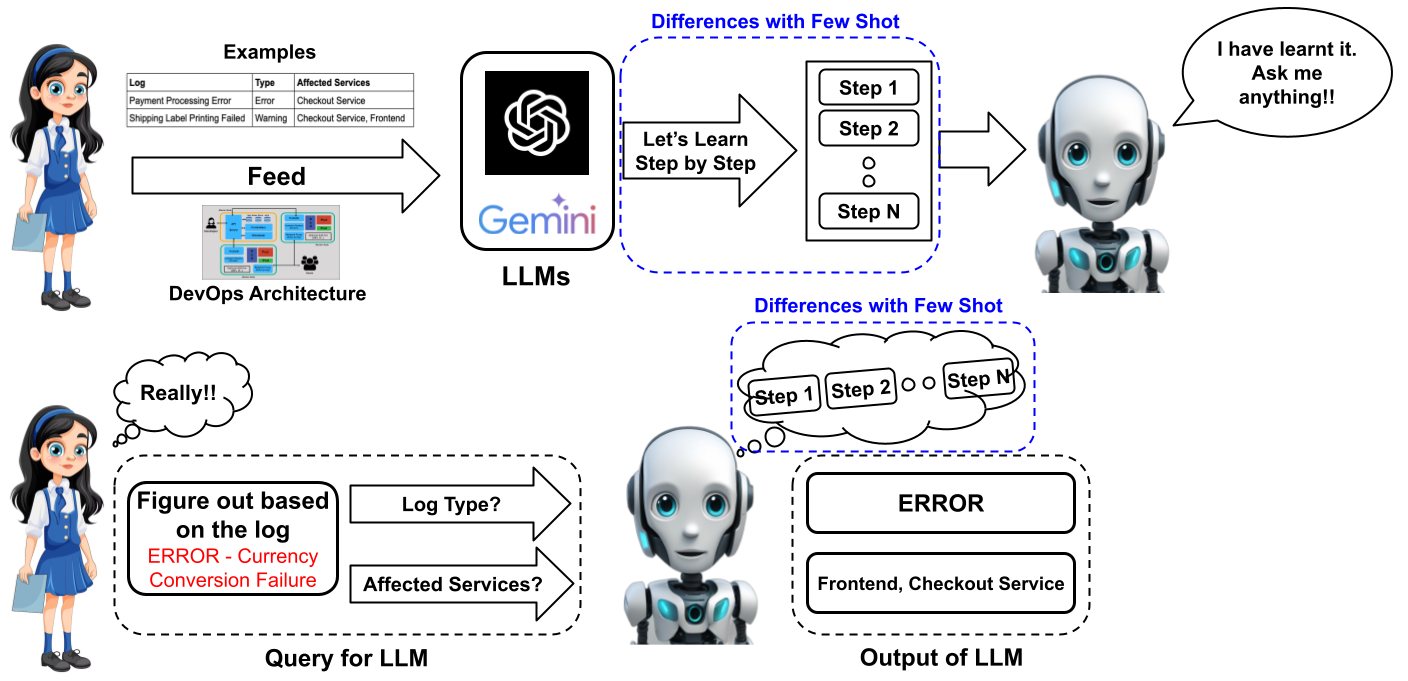 Differences with Few Shot
Examples
Log Type Affected Services
Payment Processing Error Error Checkout Service
Shipping Label Printing Failed Warning Checkout Service, Frontend
Feed
DevOps Architecture
Gemini
LLMs
Let's Learn
Step by Step
Step 1
Step 2
Step N
I have learnt it.
Ask me
anything!!
Differences with Few Shot
Step 1 Step 2 Step N
Really!!
Figure out based
on the log
ERROR - Currency
Conversion Failure
Log Type?
Affected Services?
Query for LLM
ERROR
Frontend, Checkout Service
Output of LLM